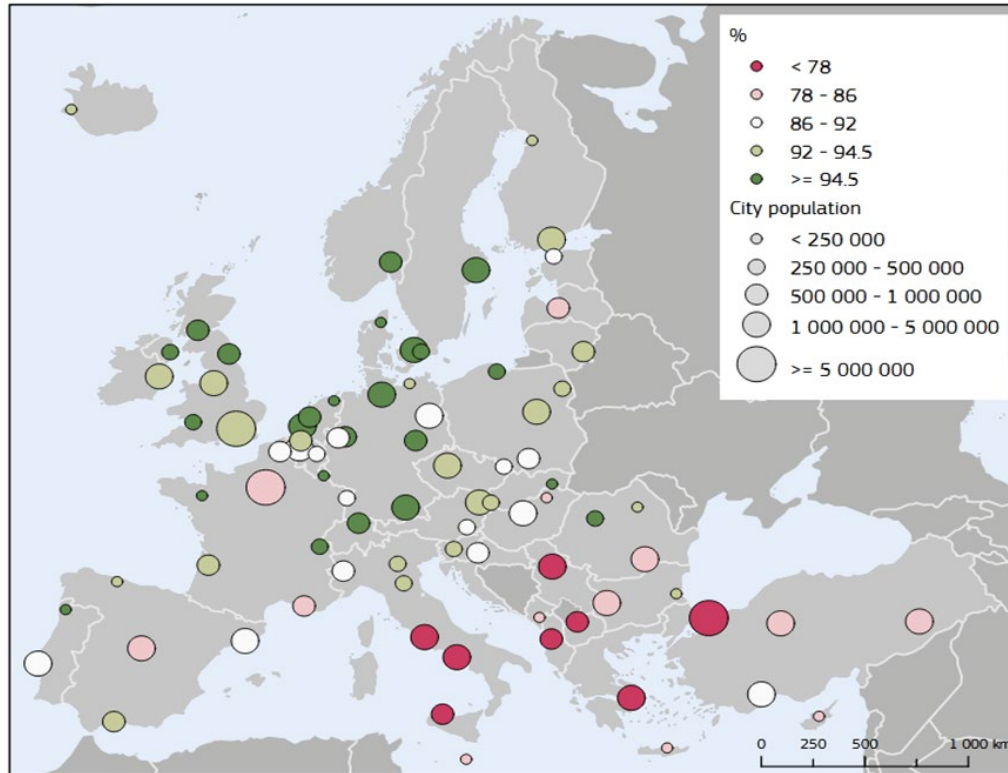 %
< 78
78 - 86
86 - 92
92 - 94.5
>= 94.5
City population
< 250 000
250 000 - 500 000
500 000 - 1 000 000
1 000 000 - 5 000 000
>= 5 000 000
0 250 500 1 000 km